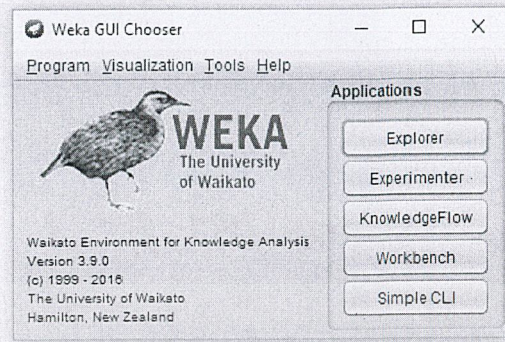 Weka GUI Chooser
Program Visualization Tools Help
WEKA
The University
of Waikato
Waikato Environment for Knowledge Analysis
Version 3.9.0
(c) 1999 - 2016
The University of Waikato
Hamilton, New Zealand
Applications
Explorer
Experimenter
KnowledgeFlow
Workbench
Simple CLI